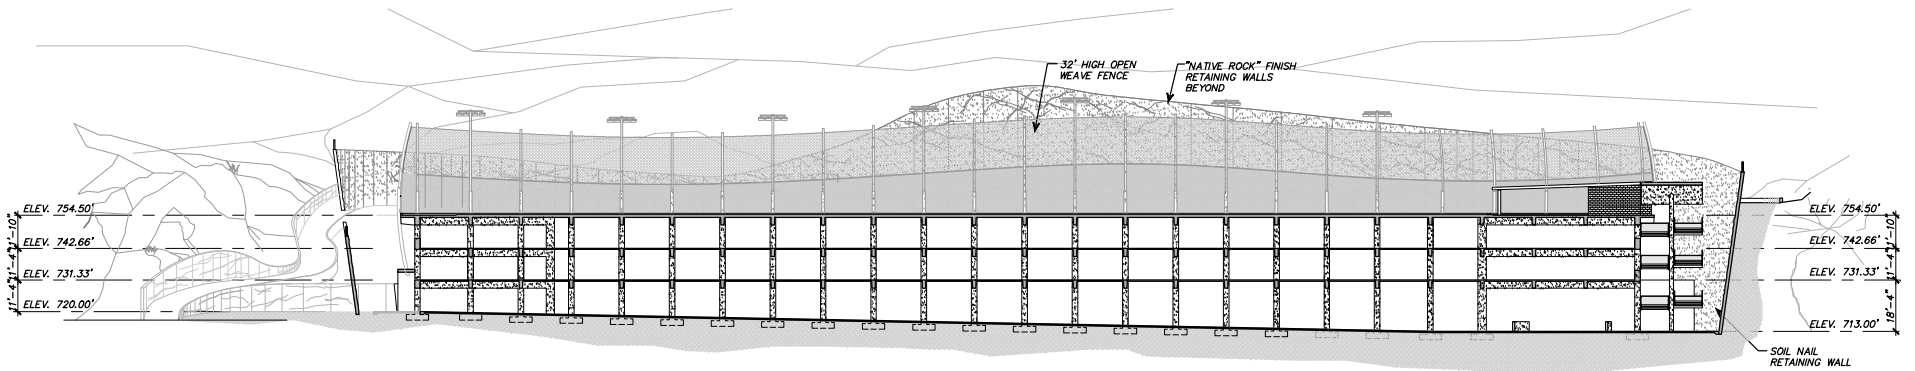 32' HIGH OPEN
WEAVE FENCE
"NATIVE ROCK" FINISH
RETAINING WALLS
BEYOND
ELEV. 754.50'
11'-10"
ELEV. 742.66'
11'-4"
ELEV. 731.33'
11'-4"
ELEV. 720.00'
ELEV. 754.50'
11'-10"
ELEV. 742.66'
11'-4"
ELEV. 731.33'
18'-4"
ELEV. 713.00'
SOIL NAIL
RETAINING WALL